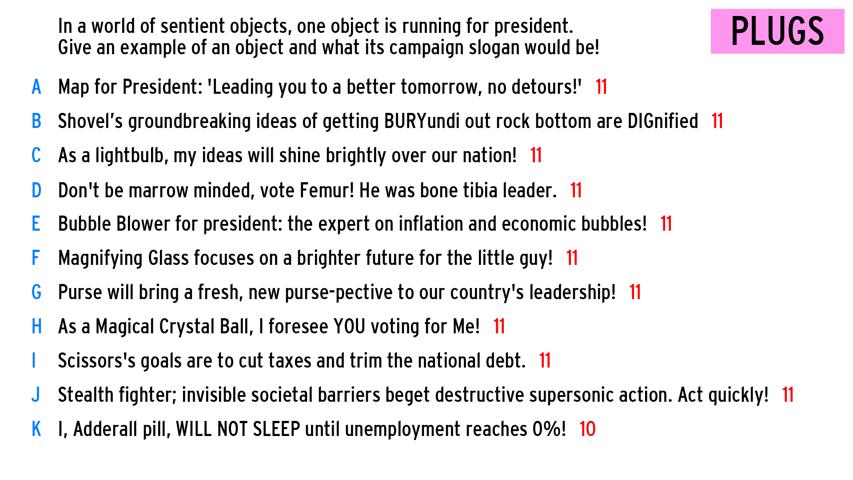 In a world of sentient objects, one object is running for president.
Give an example of an object and what its campaign slogan would be!
PLUGS
A Map for President: 'Leading you to a better tomorrow, no detours!' 11
B Shovel's groundbreaking ideas of getting BURYundi out rock bottom are DIGnified 11
C As a lightbulb, my ideas will shine brightly over our nation! 11
D Don't be marrow minded, vote Femur! He was bone tibia leader. 11
E Bubble Blower for president: the expert on inflation and economic bubbles! 11
F Magnifying Glass focuses on a brighter future for the little guy! 11
G Purse will bring a fresh, new purse-pective to our country's leadership! 11
H As a Magical Crystal Ball, I foresee YOU voting for Me! 11
I Scissors's goals are to cut taxes and trim the national debt. 11
J Stealth fighter; invisible societal barriers beget destructive supersonic action. Act quickly! 11
K I, Adderall pill, WILL NOT SLEEP until unemployment reaches 0%! 10